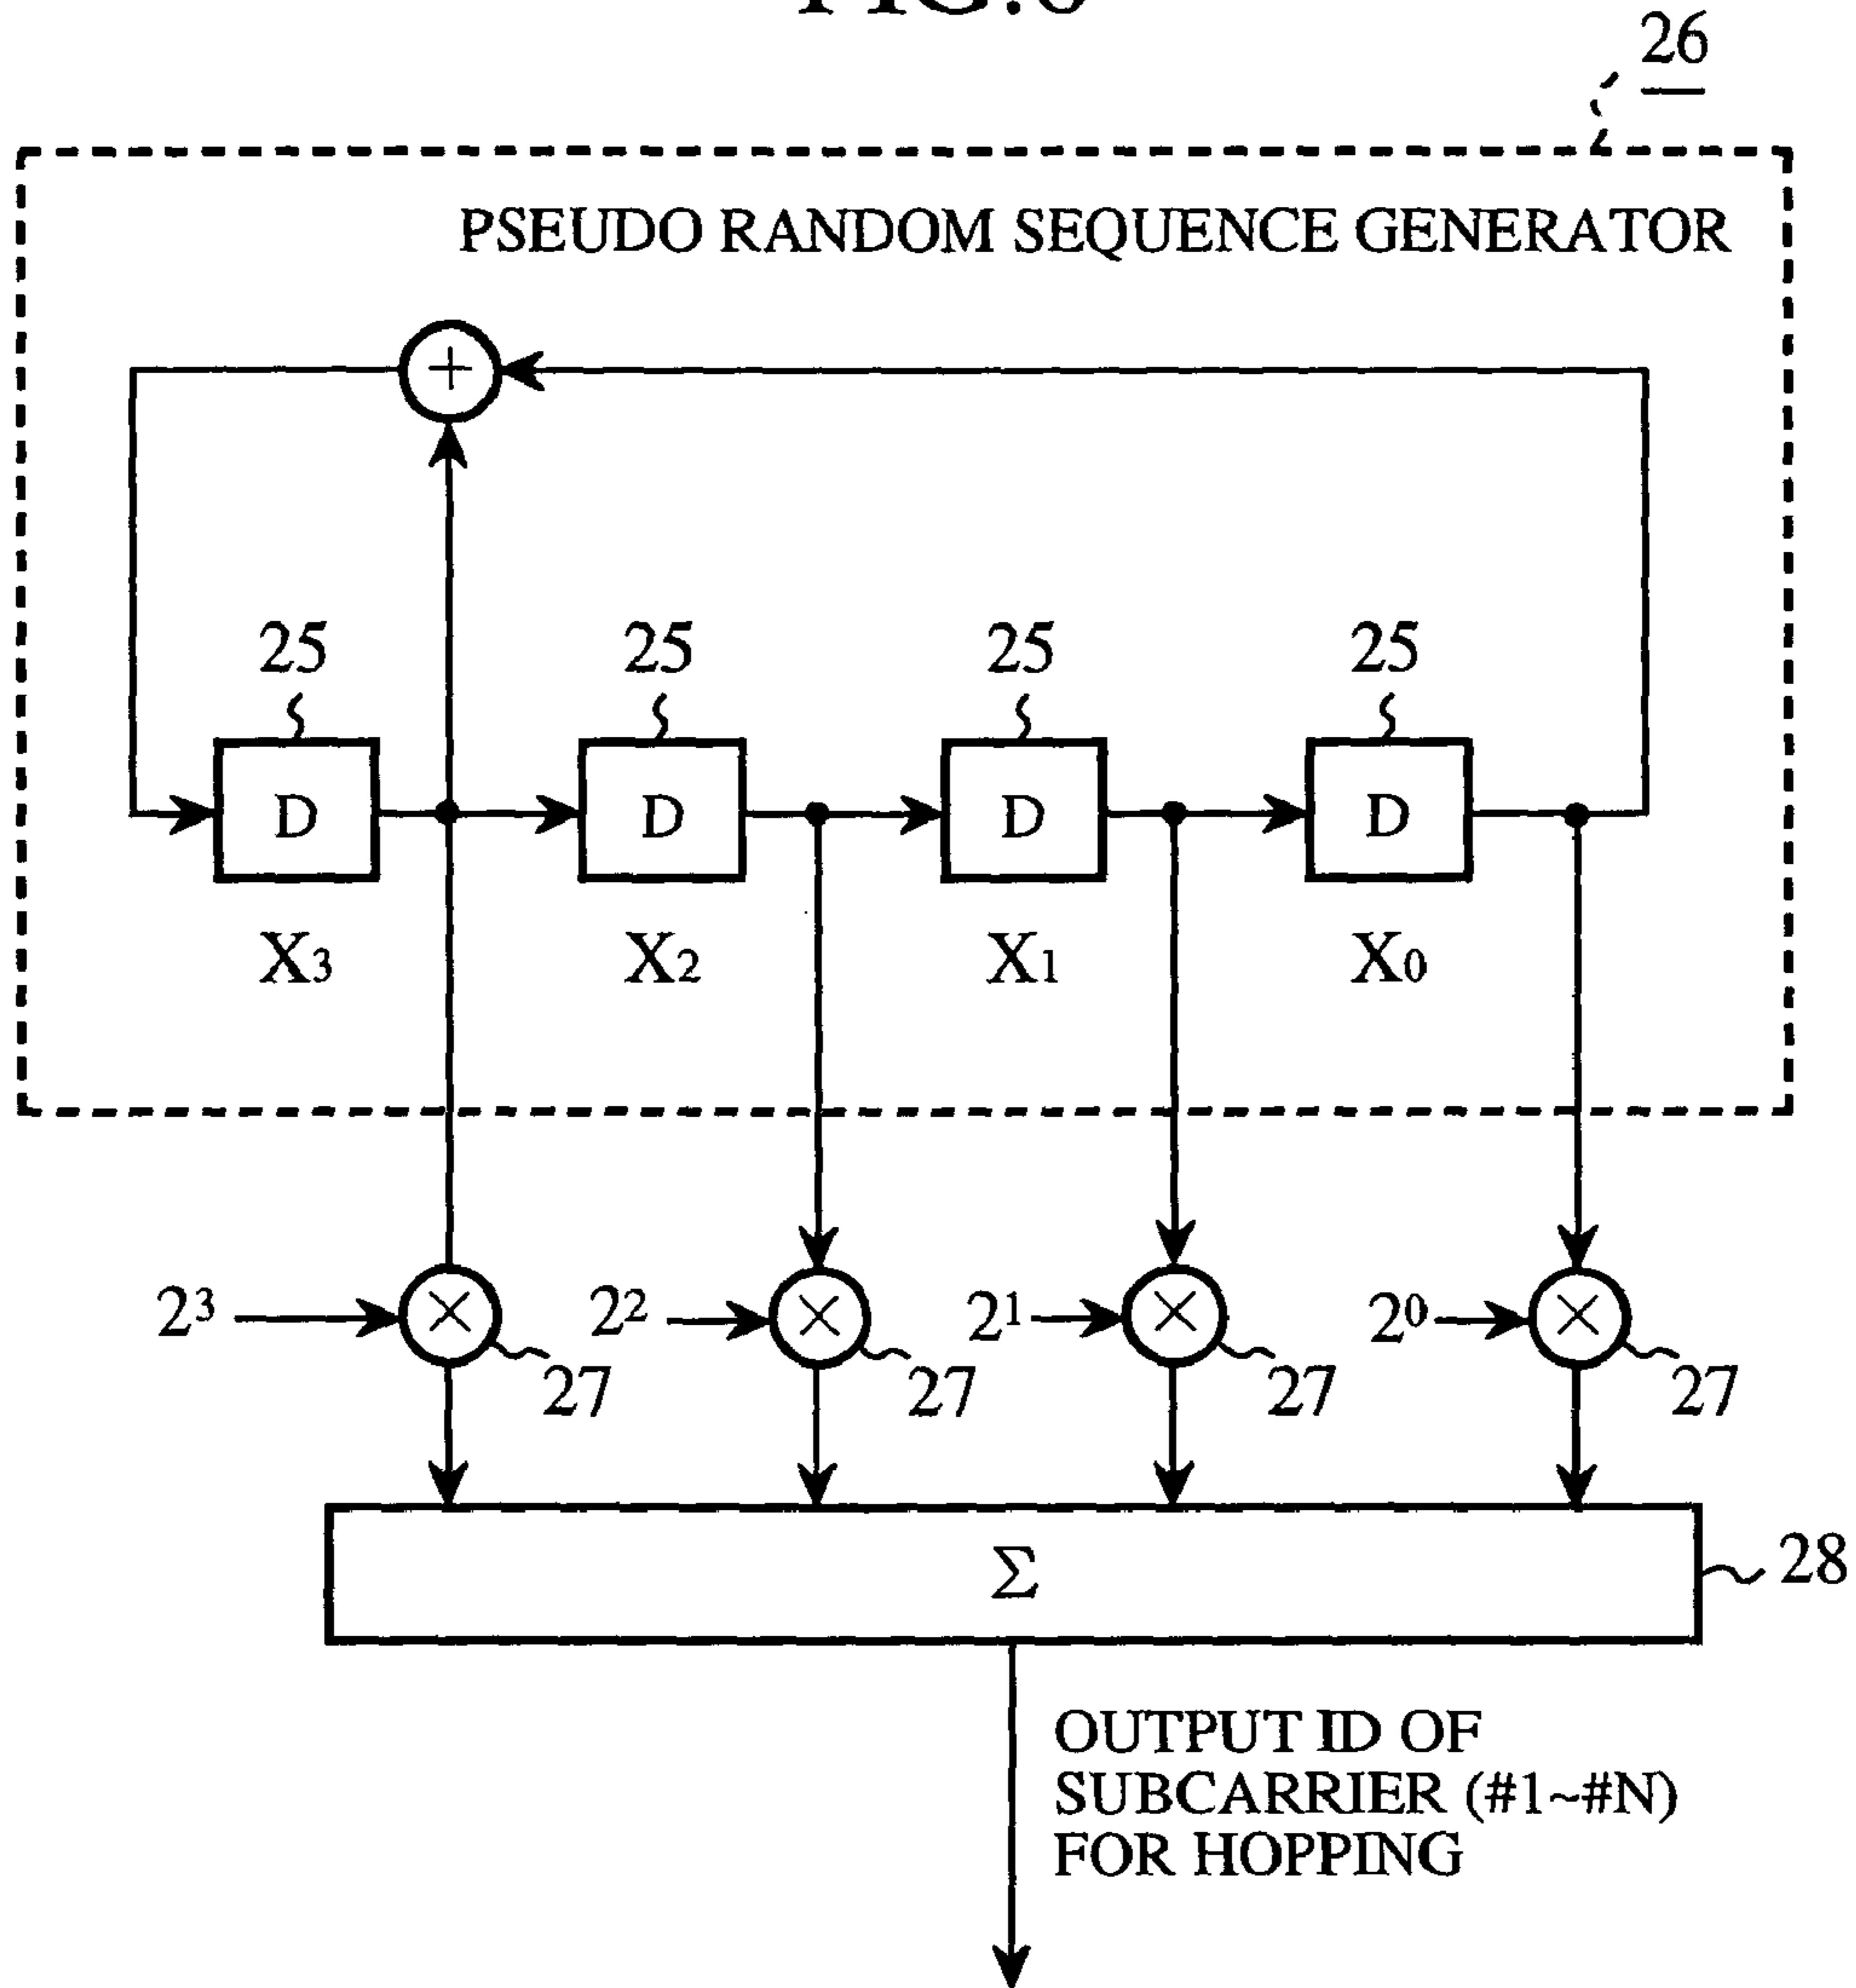 26
PSEUDO RANDOM SEQUENCE GENERATOR
+
25 25 25 25
D D D D
X3 X2 X1 X0
2³ × 2² × 2¹ × 2⁰ ×
27 27 27 27
Σ
28
OUTPUT ID OF
SUBCARRIER (#1~#N)
FOR HOPPING